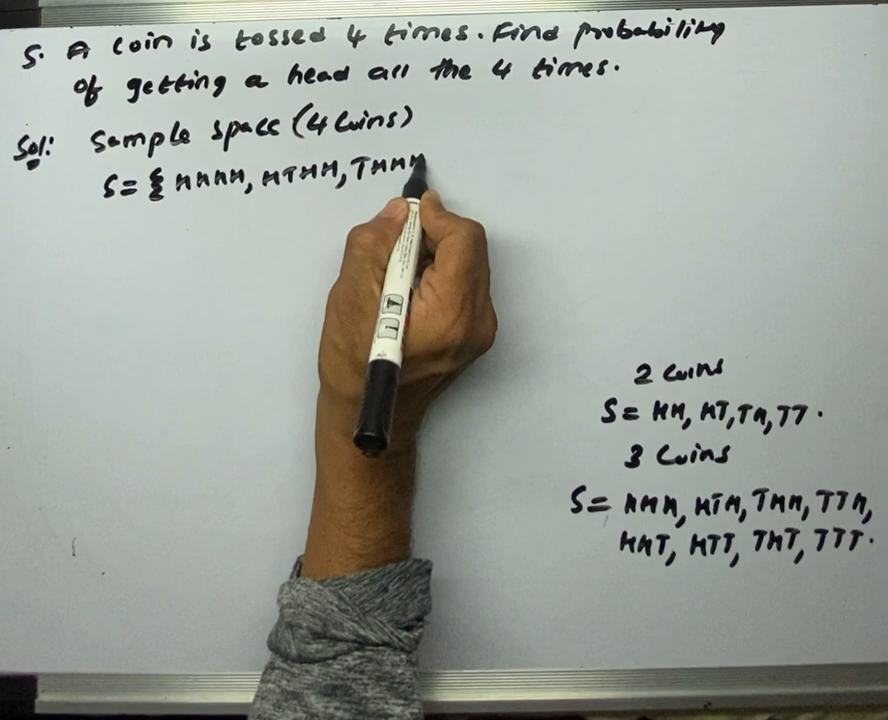 5. A coin is tossed 4 times. Find probability
of getting a head all the 4 times.
Sol: Sample space (4 coins)
S= { HHHH, HTHH, THHH
2 coins
S= HH, HT, TH, TT.
3 coins
S= HHH, HTH, THH, TTH,
HHT, HTT, THT, TTT.